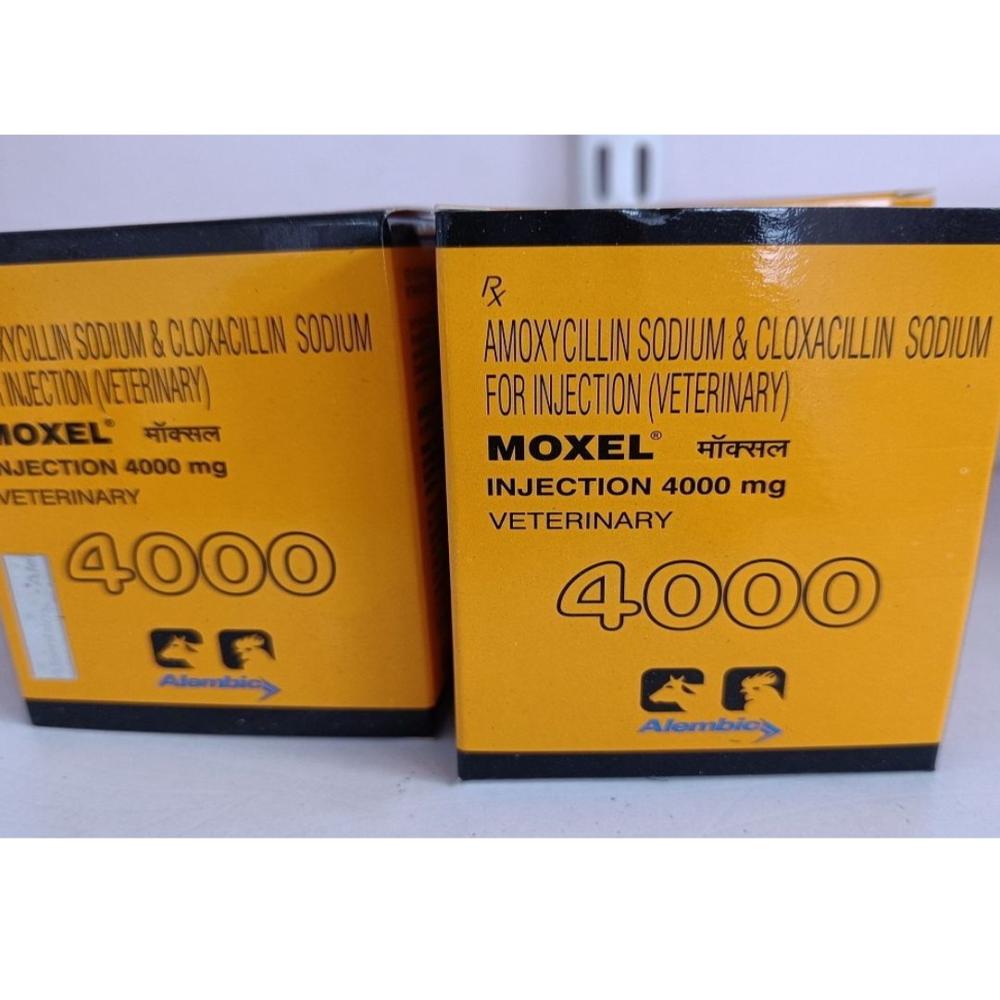 XYCILLIN SODIUM & CLOXACILLIN SODIUM
INJECTION (VETERINARY)
MOXEL® मॉक्सल
INJECTION 4000 mg
VETERINARY
4000
Alembic
Rx
AMOXYCILLIN SODIUM & CLOXACILLIN SODIUM
FOR INJECTION (VETERINARY)
MOXEL® मॉक्सल
INJECTION 4000 mg
VETERINARY
4000
Alembic